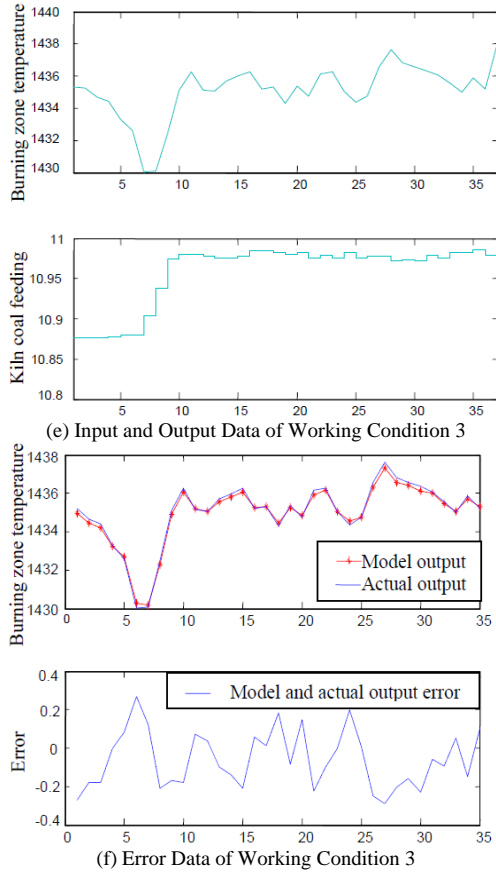 Burning zone temperature
1440
1430
1436
1434
1431
1430
5 10 15 20 25 30 35
Kiln coal feeding
11
10.95
10.9
10.85
10.8
5 10 15 20 25 30 35
(e) Input and Output Data of Working Condition 3
Burning zone temperature
1438
1436
1434
1430
1430
Model output
Actual output
0 5 10 15 20 25 30 35
Error
0.4
0.2
0
-0.2
-0.4
Model and actual output error
0 5 10 15 20 25 30 35
(f) Error Data of Working Condition 3